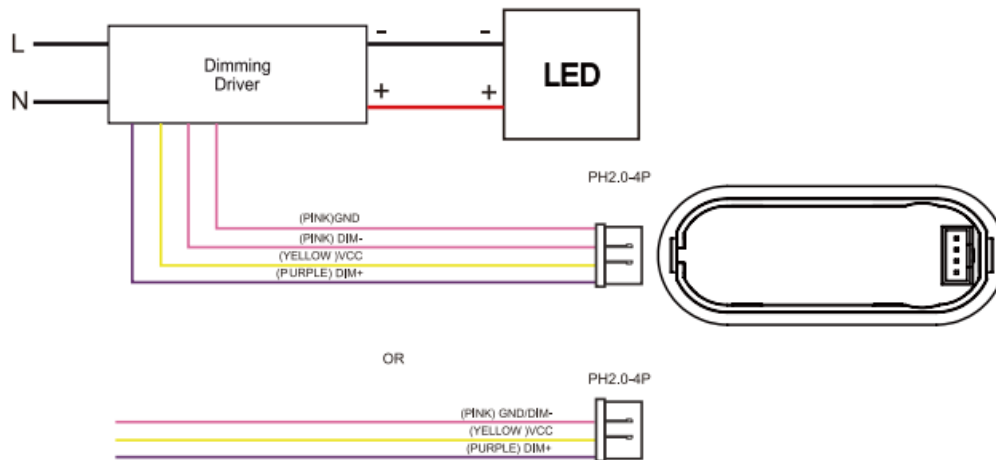 L
N
Dimming
Driver
- -
+ +
LED
PH2.0-4P
(PINK)GND
(PINK) DIM-
(YELLOW )VCC
(PURPLE) DIM+
OR
PH2.0-4P
(PINK) GND/DIM-
(YELLOW )VCC
(PURPLE) DIM+